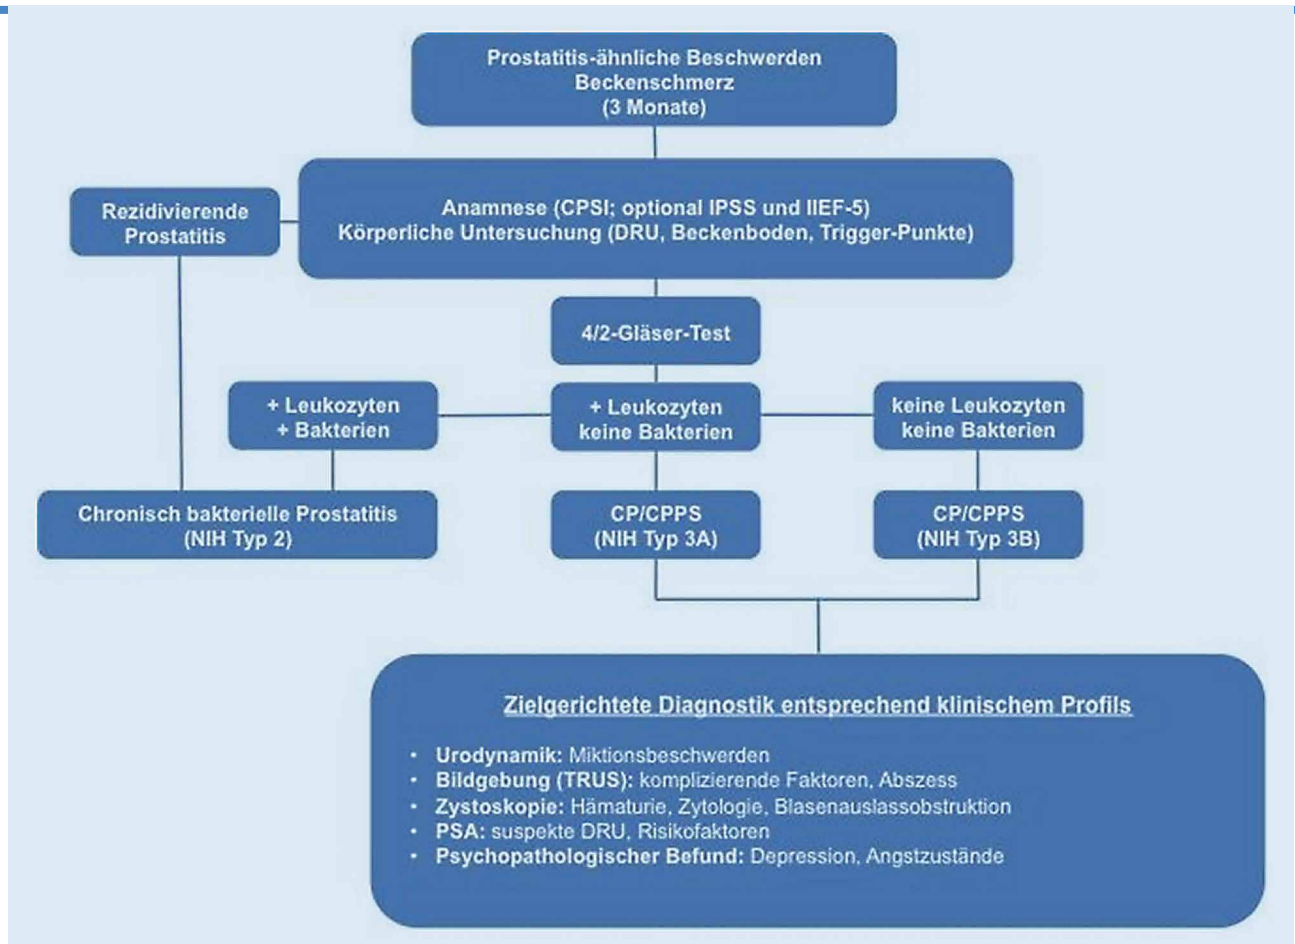 Prostatitis-ähnliche Beschwerden
Beckenschmerz
(3 Monate)
Rezidivierende
Prostatitis
Anamnese (CPSI; optional IPSS und IIEF-5)
Körperliche Untersuchung (DRU, Beckenboden, Trigger-Punkte)
4/2-Gläser-Test
+ Leukozyten
+ Bakterien
+ Leukozyten
keine Bakterien
keine Leukozyten
keine Bakterien
Chronisch bakterielle Prostatitis
(NIH Typ 2)
CP/CPPS
(NIH Typ 3A)
CP/CPPS
(NIH Typ 3B)
Zielgerichtete Diagnostik entsprechend klinischem Profils
• Urodynamik: Miktionsbeschwerden
• Bildgebung (TRUS): komplizierende Faktoren, Abszess
• Zystoskopie: Hämaturie, Zytologie, Blasenauslassobstruktion
• PSA: suspekte DRU, Risikofaktoren
• Psychopathologischer Befund: Depression, Angstzustände